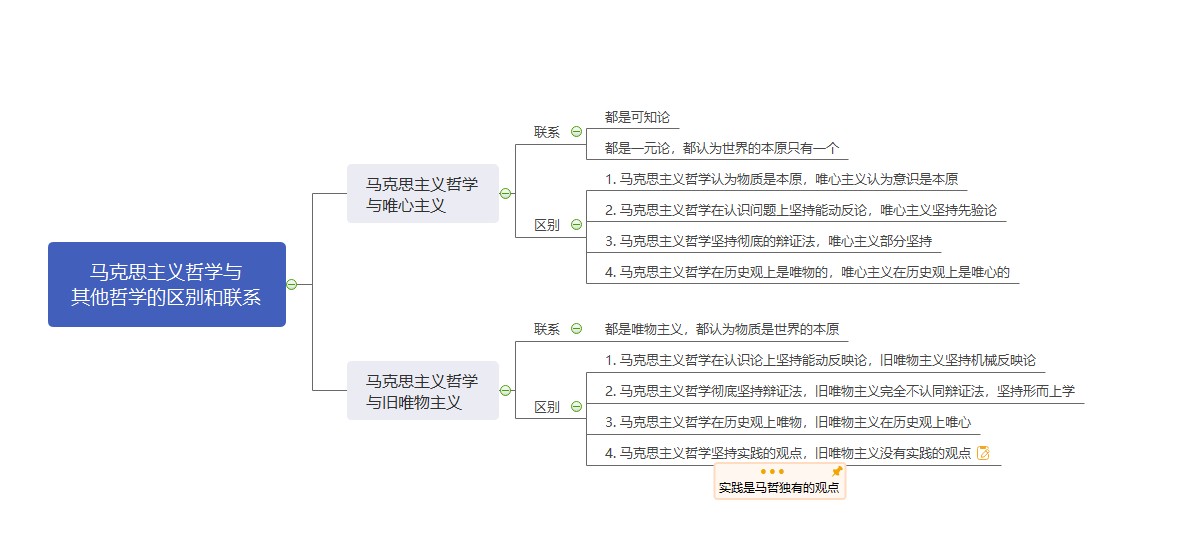 马克思主义哲学与
其他哲学的区别和联系
马克思主义哲学
与唯心主义
联系
都是可知论
都是一元论，都认为世界的本原只有一个
区别
1. 马克思主义哲学认为物质是本原，唯心主义认为意识是本原
2. 马克思主义哲学在认识问题上坚持能动反论，唯心主义坚持先验论
3. 马克思主义哲学坚持彻底的辩证法，唯心主义部分坚持
4. 马克思主义哲学在历史观上是唯物的，唯心主义在历史观上是唯心的
马克思主义哲学
与旧唯物主义
联系
都是唯物主义，都认为物质是世界的本原
区别
1. 马克思主义哲学在认识论上坚持能动反映论，旧唯物主义坚持机械反映论
2. 马克思主义哲学彻底坚持辩证法，旧唯物主义完全不认同辩证法，坚持形而上学
3. 马克思主义哲学在历史观上唯物，旧唯物主义在历史观上唯心
4. 马克思主义哲学坚持实践的观点，旧唯物主义没有实践的观点
实践是马哲独有的观点